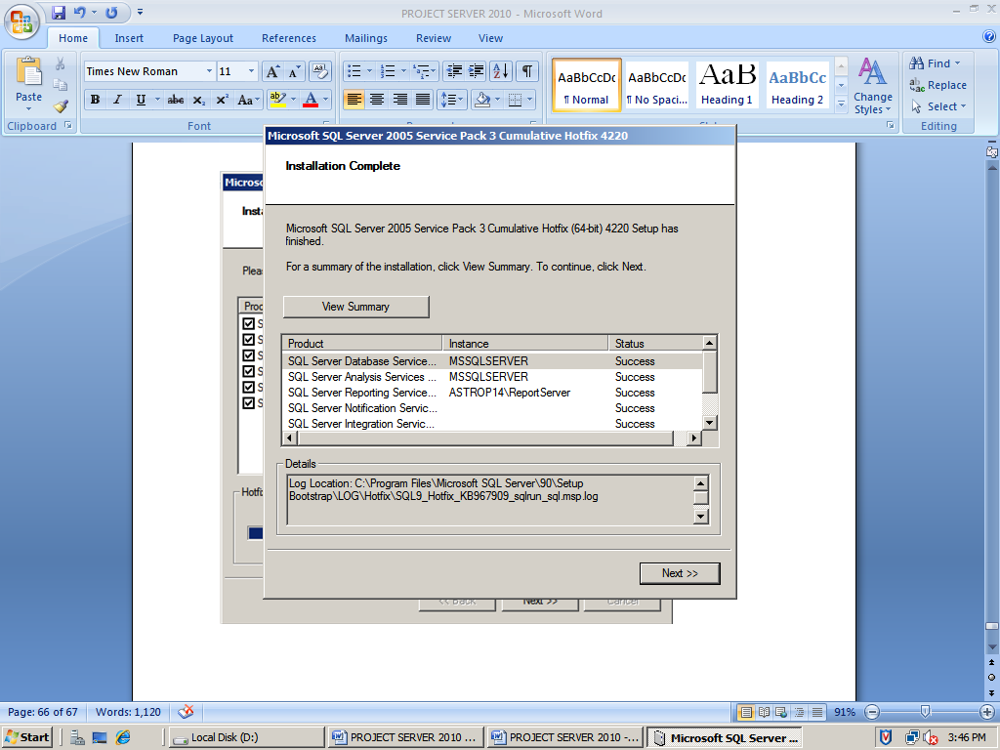 PROJECT SERVER 2010 - Microsoft Word
Home Insert Page Layout References Mailings Review View
Paste
Times New Roman 11
B I U abc X₂ X² Aa ab A
AaBbCcDc AaBbCcDc AaB AaBbCc
¶ Normal ¶ No Spaci... Heading 1 Heading 2
Change Styles
Find
Replace
Select
Clipboard Font Editing
Microsoft SQL Server 2005 Service Pack 3 Cumulative Hotfix 4220
Installation Complete
Microsoft SQL Server 2005 Service Pack 3 Cumulative Hotfix (64-bit) 4220 Setup has
finished.
For a summary of the installation, click View Summary. To continue, click Next.
View Summary
Product Instance Status
SQL Server Database Service... MSSQLSERVER Success
SQL Server Analysis Services ... MSSQLSERVER Success
SQL Server Reporting Service... ASTROP14\ReportServer Success
SQL Server Notification Servic... Success
SQL Server Integration Servic... Success
Details
Log Location: C:\Program Files\Microsoft SQL Server\90\Setup
Bootstrap\LOG\Hotfix\SQL9_Hotfix_KB967909_sqlrun_sql.msp.log
Next >>
<< Back Next >> Cancel
Page: 66 of 67 Words: 1,120 91%
Start Local Disk (D:) PROJECT SERVER 2010 ... PROJECT SERVER 2010 -... Microsoft SQL Server ... 3:46 PM